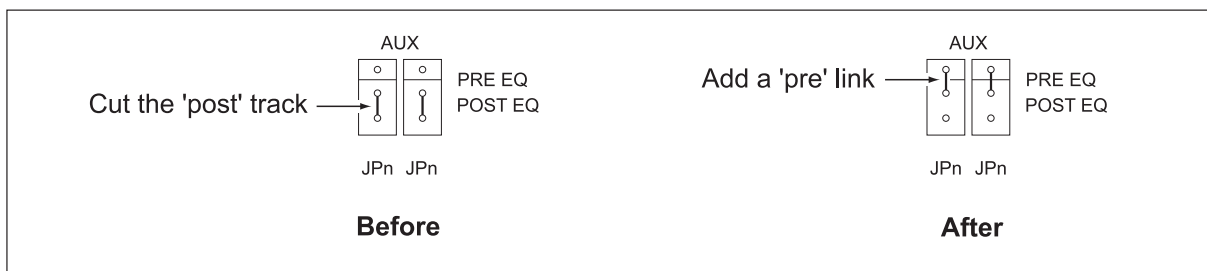 AUX
PRE EQ
Cut the 'post' track
POST EQ
JPn JPn
Before
AUX
Add a 'pre' link
PRE EQ
POST EQ
JPn JPn
After